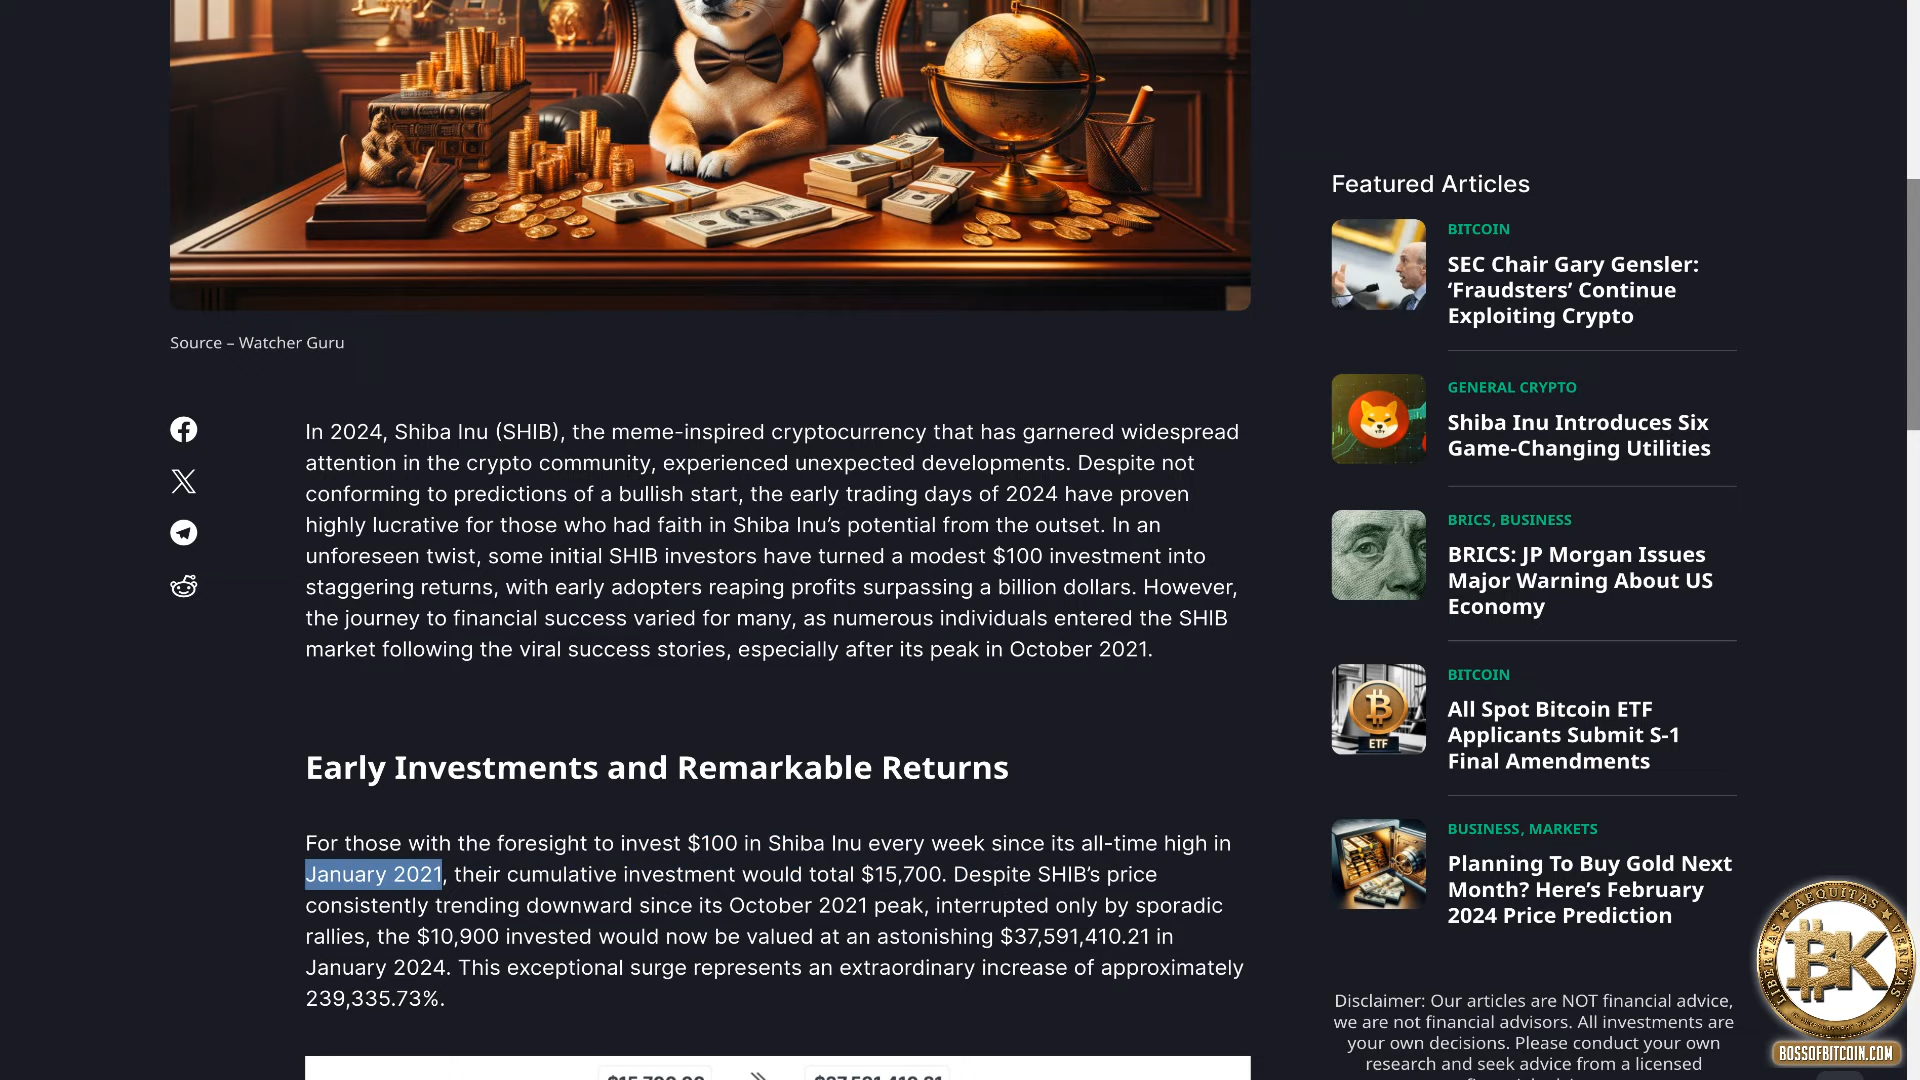 Source – Watcher Guru
In 2024, Shiba Inu (SHIB), the meme-inspired cryptocurrency that has garnered widespread
attention in the crypto community, experienced unexpected developments. Despite not
conforming to predictions of a bullish start, the early trading days of 2024 have proven
highly lucrative for those who had faith in Shiba Inu’s potential from the outset. In an
unforeseen twist, some initial SHIB investors have turned a modest $100 investment into
staggering returns, with early adopters reaping profits surpassing a billion dollars. However,
the journey to financial success varied for many, as numerous individuals entered the SHIB
market following the viral success stories, especially after its peak in October 2021.
Early Investments and Remarkable Returns
For those with the foresight to invest $100 in Shiba Inu every week since its all-time high in
January 2021, their cumulative investment would total $15,700. Despite SHIB’s price
consistently trending downward since its October 2021 peak, interrupted only by sporadic
rallies, the $10,900 invested would now be valued at an astonishing $37,591,410.21 in
January 2024. This exceptional surge represents an extraordinary increase of approximately
239,335.73%.
Featured Articles
BITCOIN
SEC Chair Gary Gensler:
‘Fraudsters’ Continue
Exploiting Crypto
GENERAL CRYPTO
Shiba Inu Introduces Six
Game-Changing Utilities
BRICS, BUSINESS
BRICS: JP Morgan Issues
Major Warning About US
Economy
BITCOIN
All Spot Bitcoin ETF
Applicants Submit S-1
Final Amendments
ETF
BUSINESS, MARKETS
Planning To Buy Gold Next
Month? Here’s February
2024 Price Prediction
Disclaimer: Our articles are NOT financial advice,
we are not financial advisors. All investments are
your own decisions. Please conduct your own
research and seek advice from a licensed
AEQUITAS
LIBERTAS
VERITAS
BK
BOSSOFBITCOIN.COM